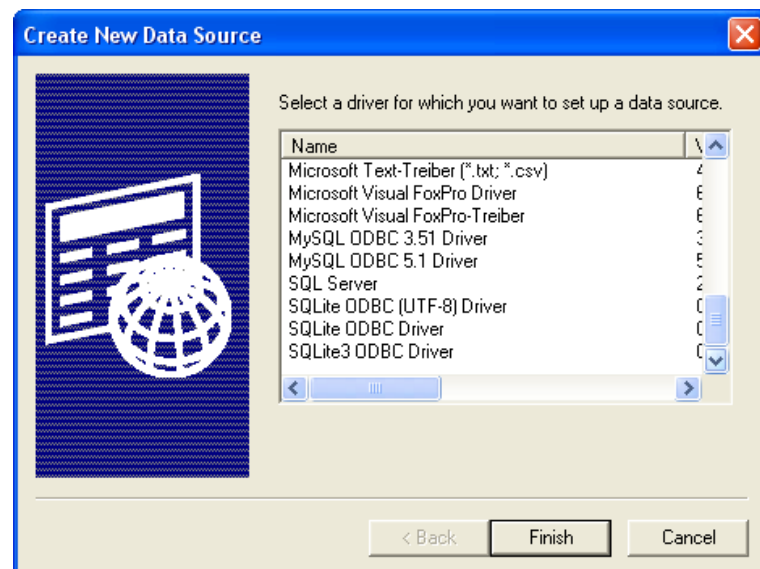 Create New Data Source
Select a driver for which you want to set up a data source.
Name
Microsoft Text-Treiber (*.txt; *.csv)
Microsoft Visual FoxPro Driver
Microsoft Visual FoxPro-Treiber
MySQL ODBC 3.51 Driver
MySQL ODBC 5.1 Driver
SQL Server
SQLite ODBC (UTF-8) Driver
SQLite ODBC Driver
SQLite3 ODBC Driver
< Back Finish Cancel